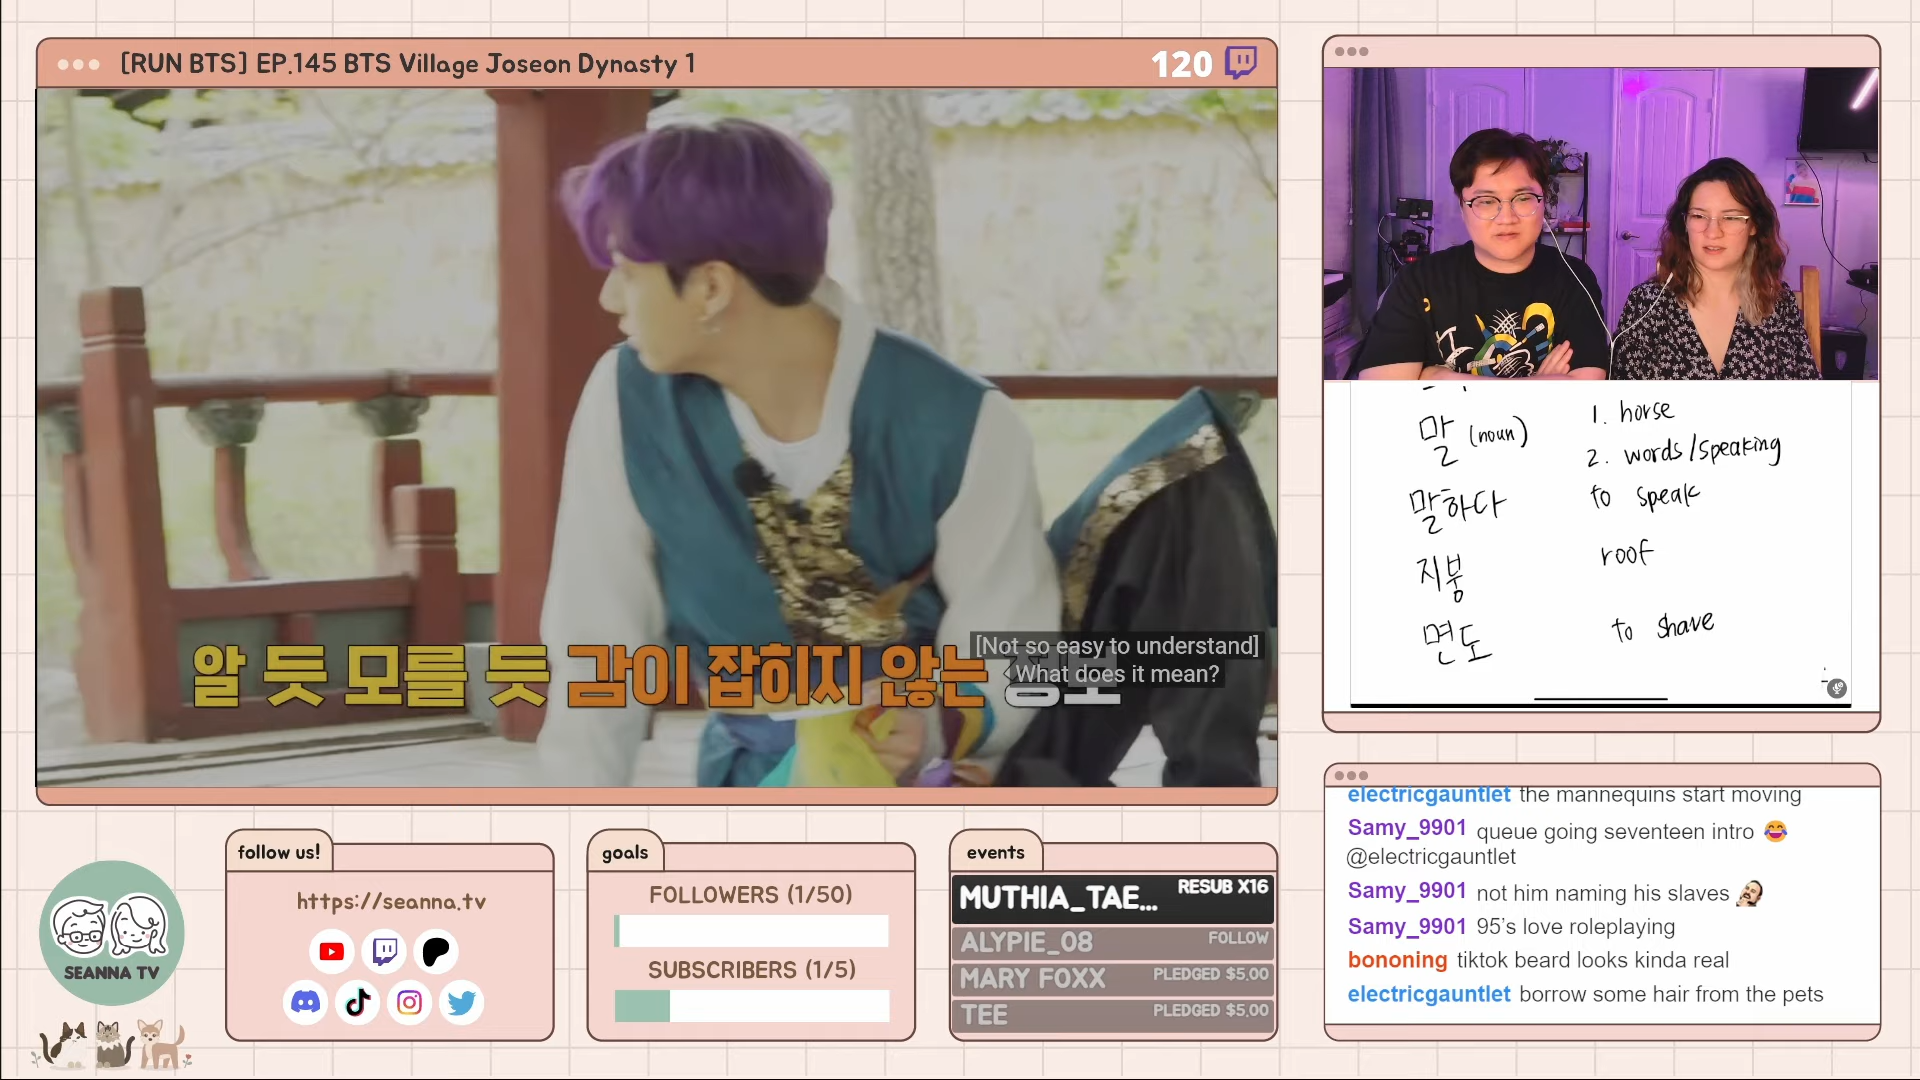 [RUN BTS] EP.145 BTS Village Joseon Dynasty 1
120
알 듯 모를 듯 감이 잡히지 않는 정보
[Not so easy to understand]
What does it mean?
말 (noun)
1. horse
2. words/speaking
말하다
to speak
지붕
roof
면도
to shave
electricgauntlet the mannequins start moving
Samy_9901 queue going seventeen intro
@electricgauntlet
Samy_9901 not him naming his slaves
Samy_9901 95's love roleplaying
bononing tiktok beard looks kinda real
electricgauntlet borrow some hair from the pets
SEANNA TV
follow us!
https://seanna.tv
goals
FOLLOWERS (1/50)
SUBSCRIBERS (1/5)
events
MUTHIA_TAE... RESUB X16
ALYPIE_08 FOLLOW
MARY FOXX PLEDGED $5.00
TEE PLEDGED $5.00